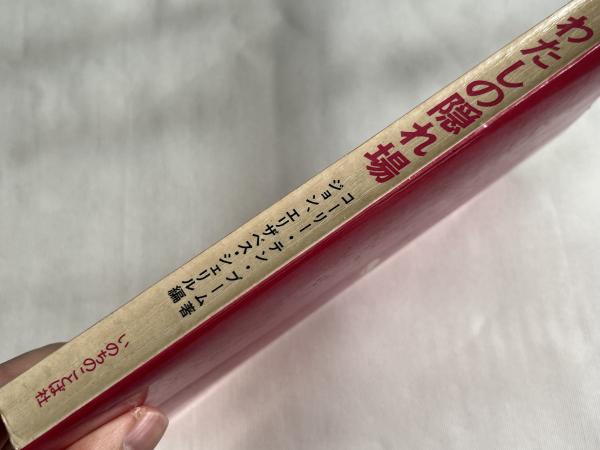 わたしの隠れ場
コーリー・テン・ブーム 著
ジョン、エリザベス・シェリル 編
いのちのことば社